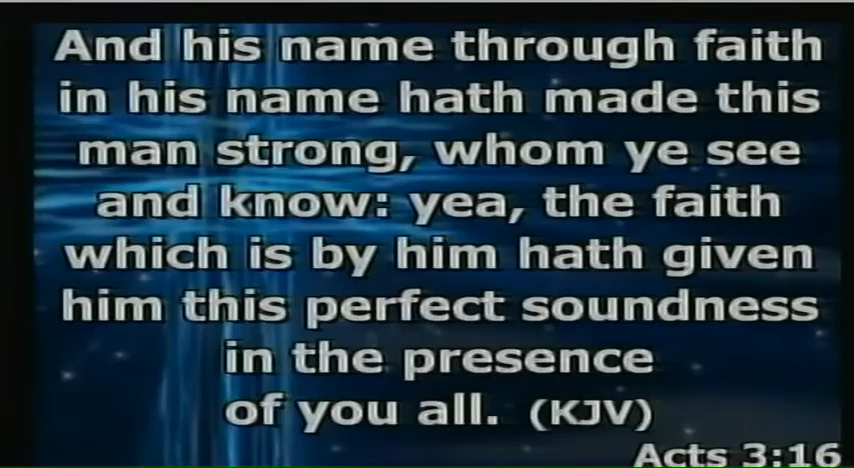 And his name through faith
in his name hath made this
man strong, whom ye see
and know: yea, the faith
which is by him hath given
him this perfect soundness
in the presence
of you all. (KJV)
Acts 3:16